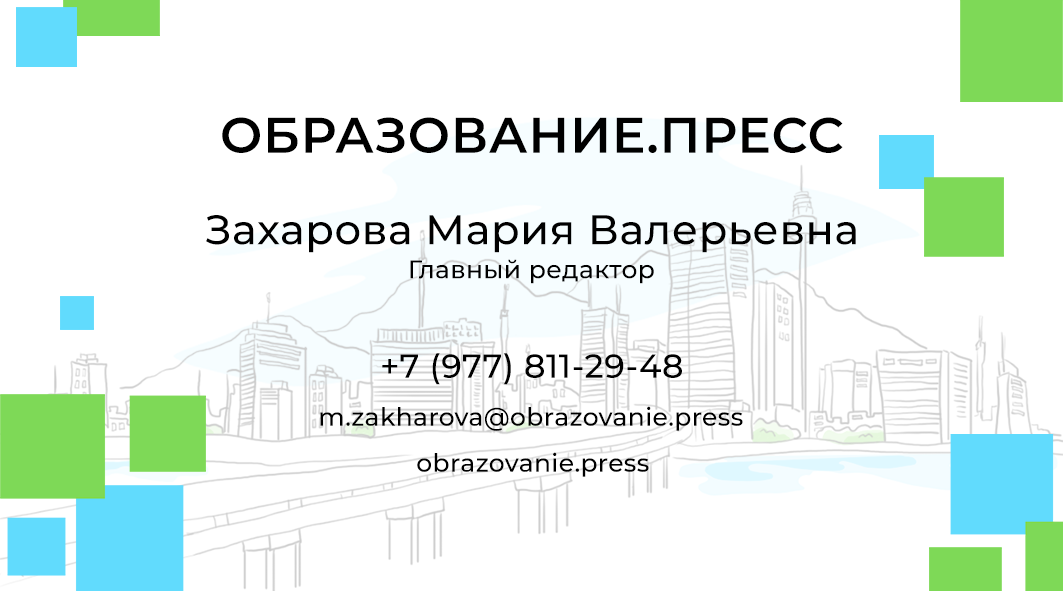 ОБРАЗОВАНИЕ.ПРЕСС
Захарова Мария Валерьевна
Главный редактор
+7 (977) 811-29-48
m.zakharova@obrazovanie.press
obrazovanie.press